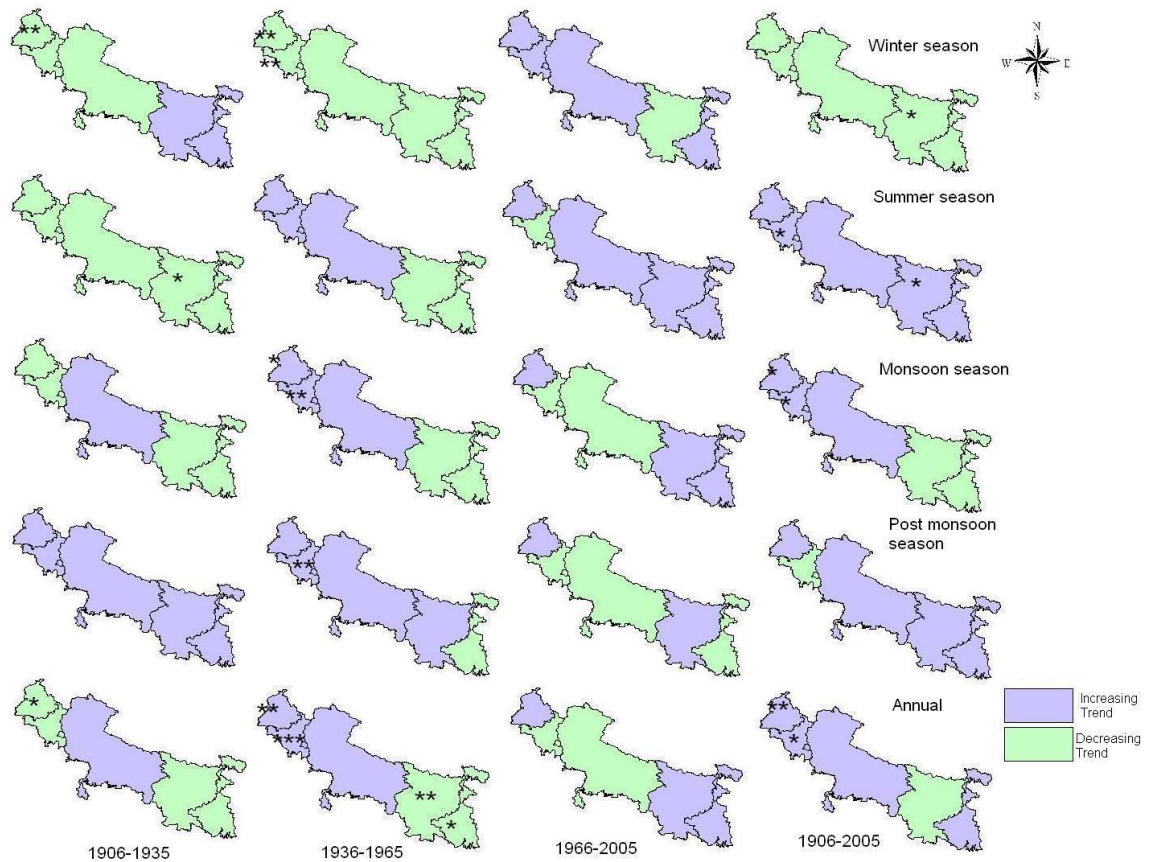 ** ** Winter season N
** W E
* S
Summer season
* * *
* * Monsoon season
** *
Post monsoon
season
**
* ** ** Annual Increasing
Trend
*** * Decreasing
Trend
**
*
1906-1935 1936-1965 1966-2005 1906-2005